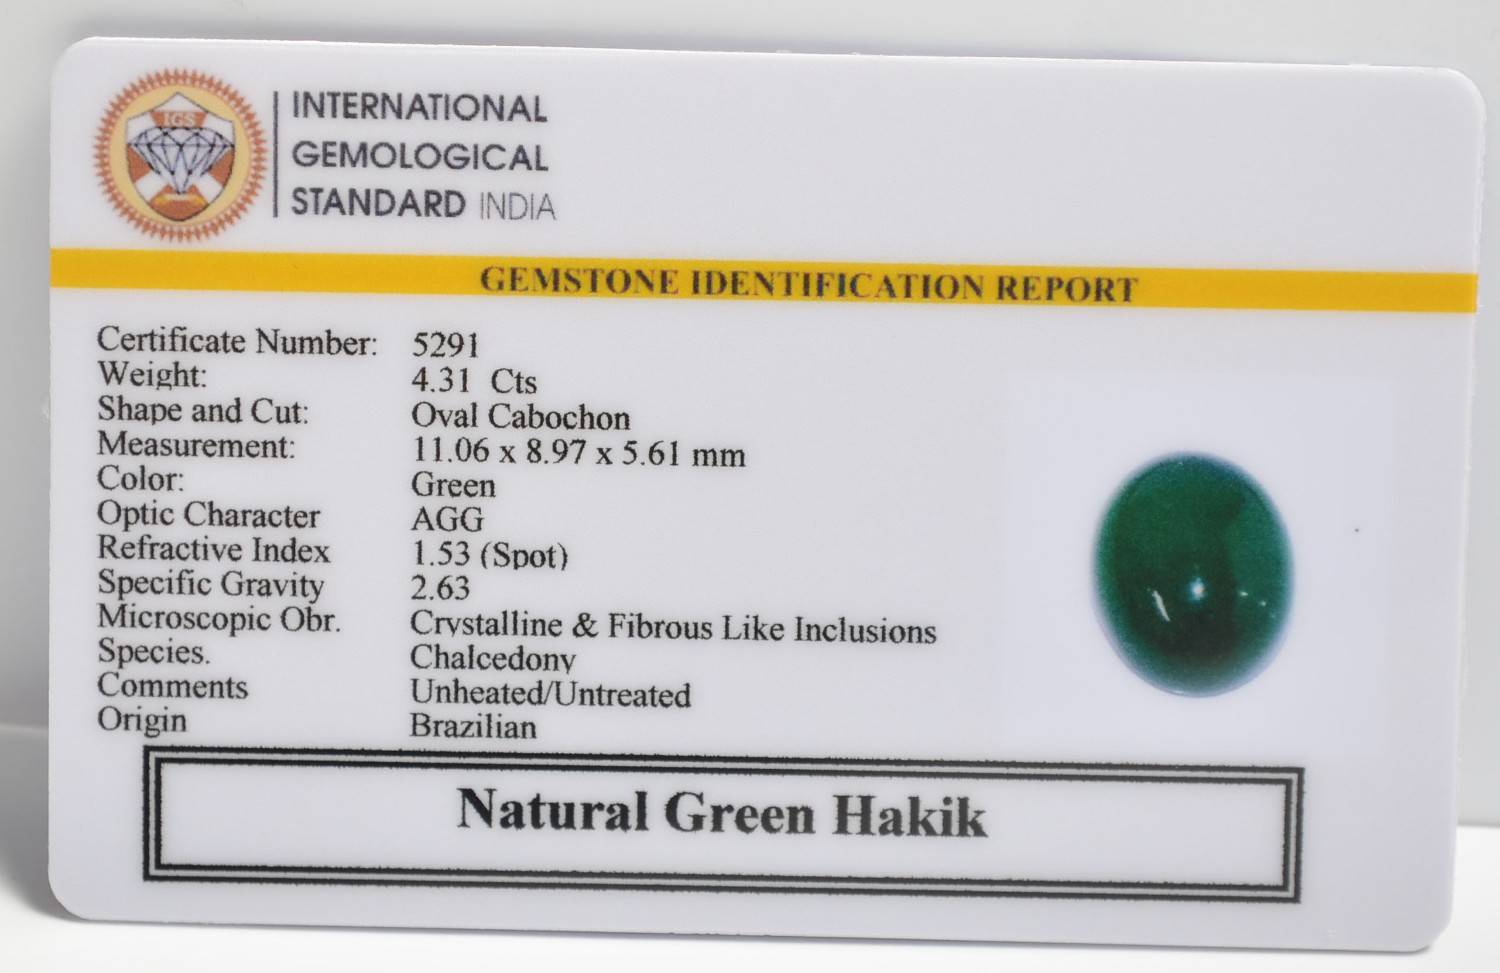 IGS
INTERNATIONAL
GEMOLOGICAL
STANDARD INDIA
GEMSTONE IDENTIFICATION REPORT
Certificate Number: 5291
Weight: 4.31 Cts
Shape and Cut: Oval Cabochon
Measurement: 11.06 x 8.97 x 5.61 mm
Color: Green
Optic Character AGG
Refractive Index 1.53 (Spot)
Specific Gravity 2.63
Microscopic Obr. Crystalline & Fibrous Like Inclusions
Species. Chalcedony
Comments Unheated/Untreated
Origin Brazilian
Natural Green Hakik